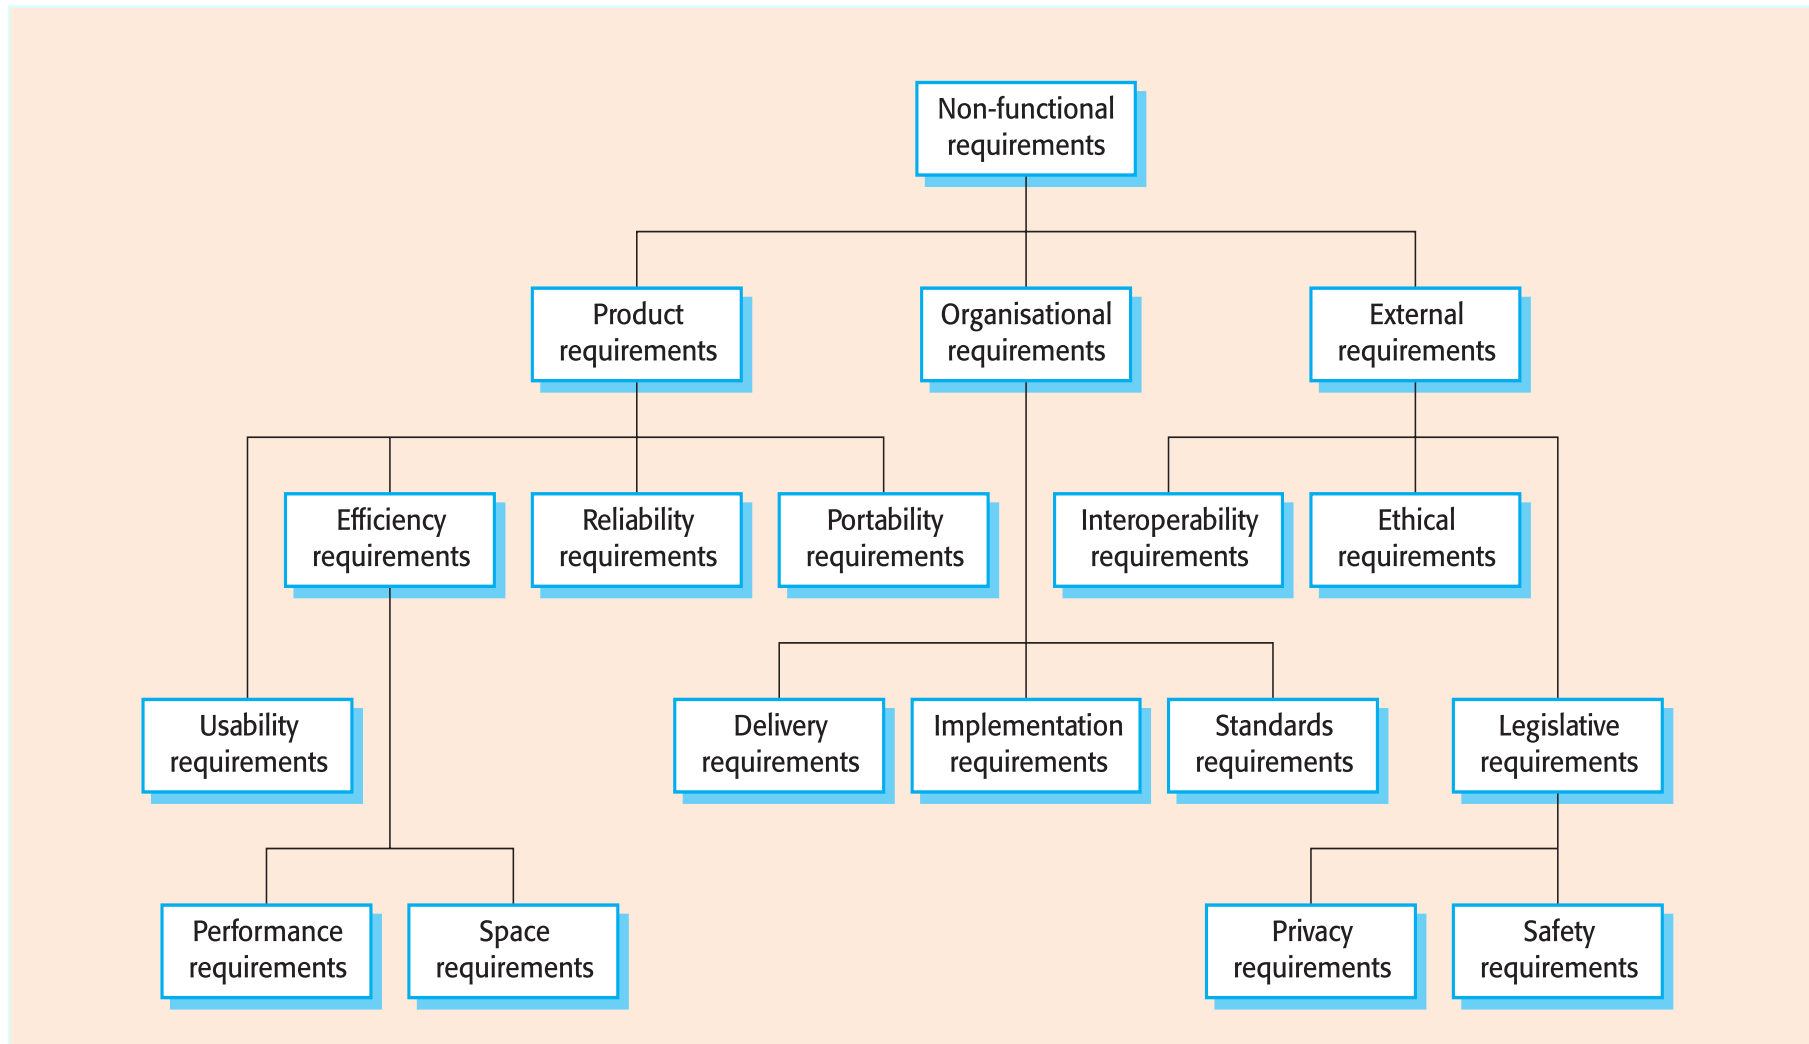 Non-functional
requirements
Product
requirements
Organisational
requirements
External
requirements
Efficiency
requirements
Reliability
requirements
Portability
requirements
Interoperability
requirements
Ethical
requirements
Usability
requirements
Delivery
requirements
Implementation
requirements
Standards
requirements
Legislative
requirements
Performance
requirements
Space
requirements
Privacy
requirements
Safety
requirements